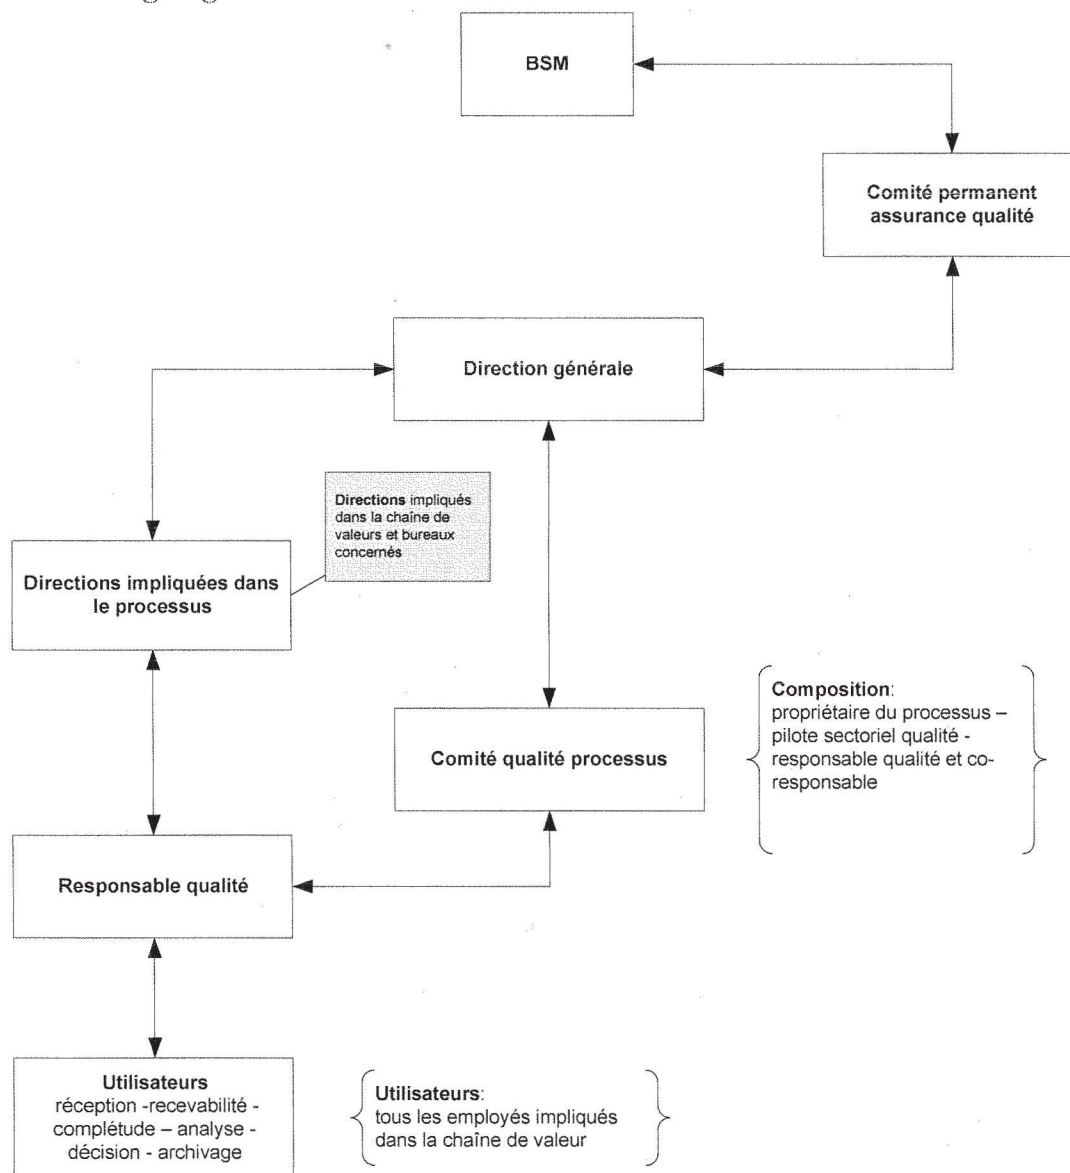 BSM
Comité permanent
assurance qualité
Direction générale
Directions impliqués
dans la chaîne de
valeurs et bureaux
concernés
Directions impliquées dans
le processus
Composition:
propriétaire du processus –
pilote sectoriel qualité -
responsable qualité et co-
responsable
Comité qualité processus
Responsable qualité
Utilisateurs
réception -recevabilité -
complétude – analyse -
décision - archivage
Utilisateurs:
tous les employés impliqués
dans la chaîne de valeur